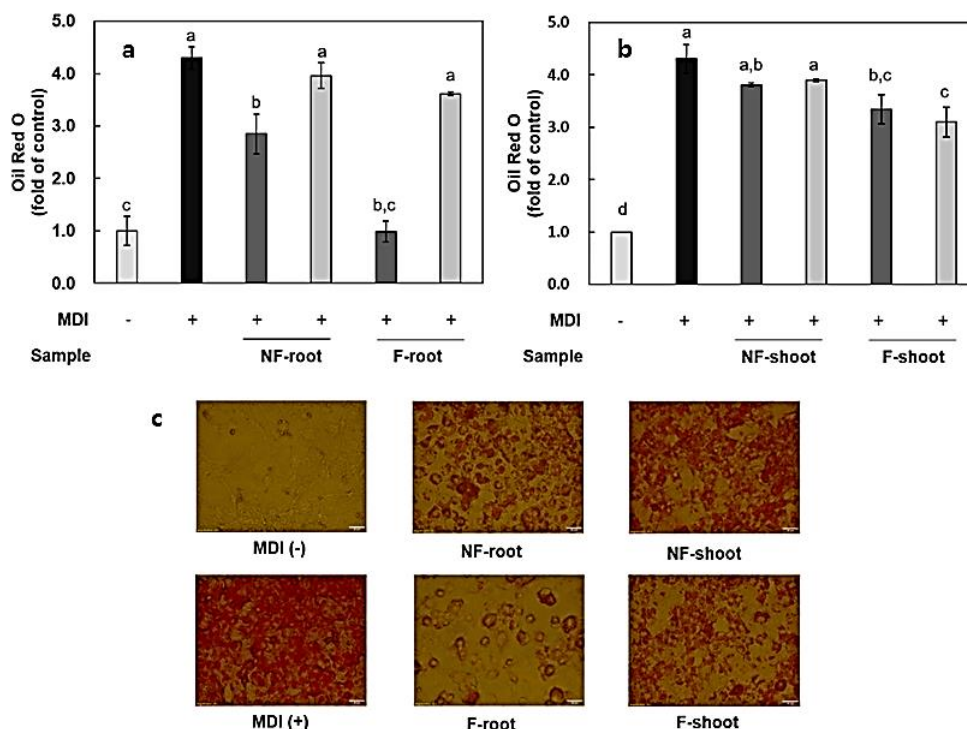 a
Oil Red O
(fold of control)
5.0
4.0
3.0
2.0
1.0
0.0
c
a
b
a
b,c
a
MDI - + + + + +
Sample NF-root F-root
b
Oil Red O
(fold of control)
5.0
4.0
3.0
2.0
1.0
0.0
d
a
a,b
a
b,c
c
MDI - + + + + +
Sample NF-shoot F-shoot
c
MDI (-) NF-root NF-shoot
MDI (+) F-root F-shoot